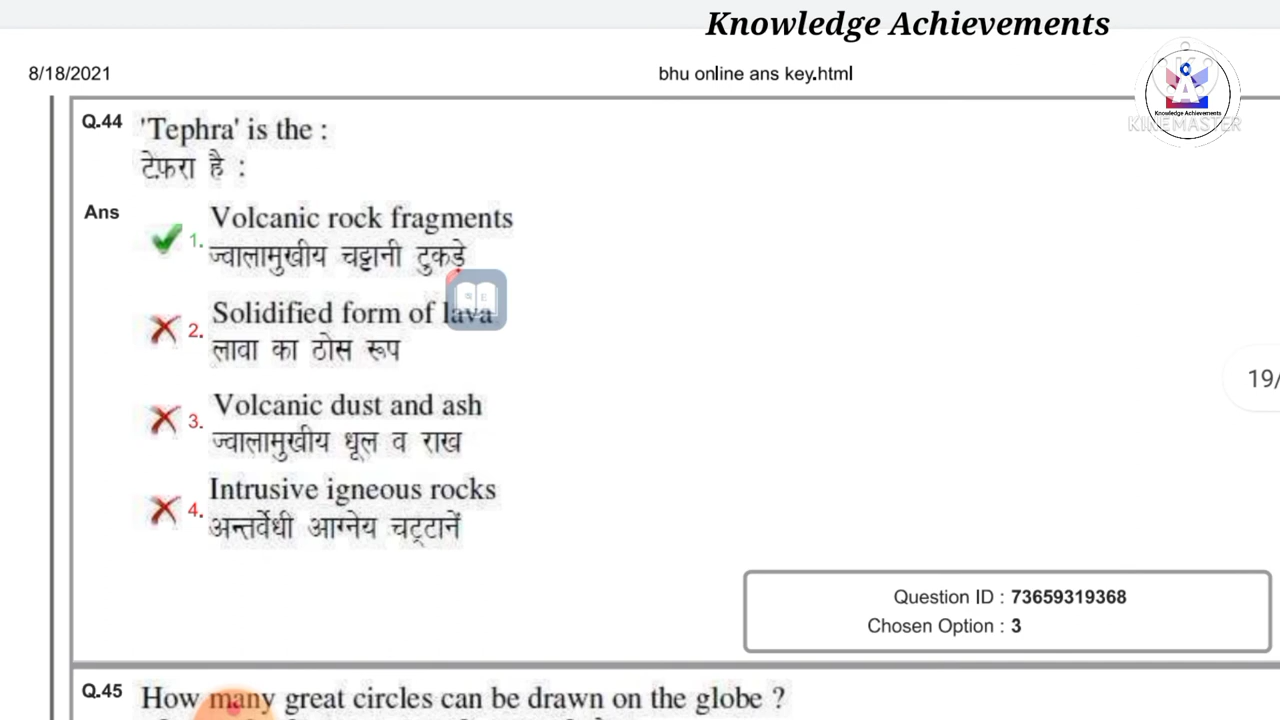 Knowledge Achievements
8/18/2021 bhu online ans key.html
Knowledge Achievements
KINEMASTER
Q.44 'Tephra' is the :
टेफ़रा है :
Ans
1. Volcanic rock fragments
ज्वालामुखीय चट्टानी टुकड़े
2. Solidified form of lava
लावा का ठोस रूप
3. Volcanic dust and ash
ज्वालामुखीय धूल व राख
4. Intrusive igneous rocks
अन्तर्वेधी आग्नेय चट्टानें
19/
Question ID : 73659319368
Chosen Option : 3
Q.45 How many great circles can be drawn on the globe ?